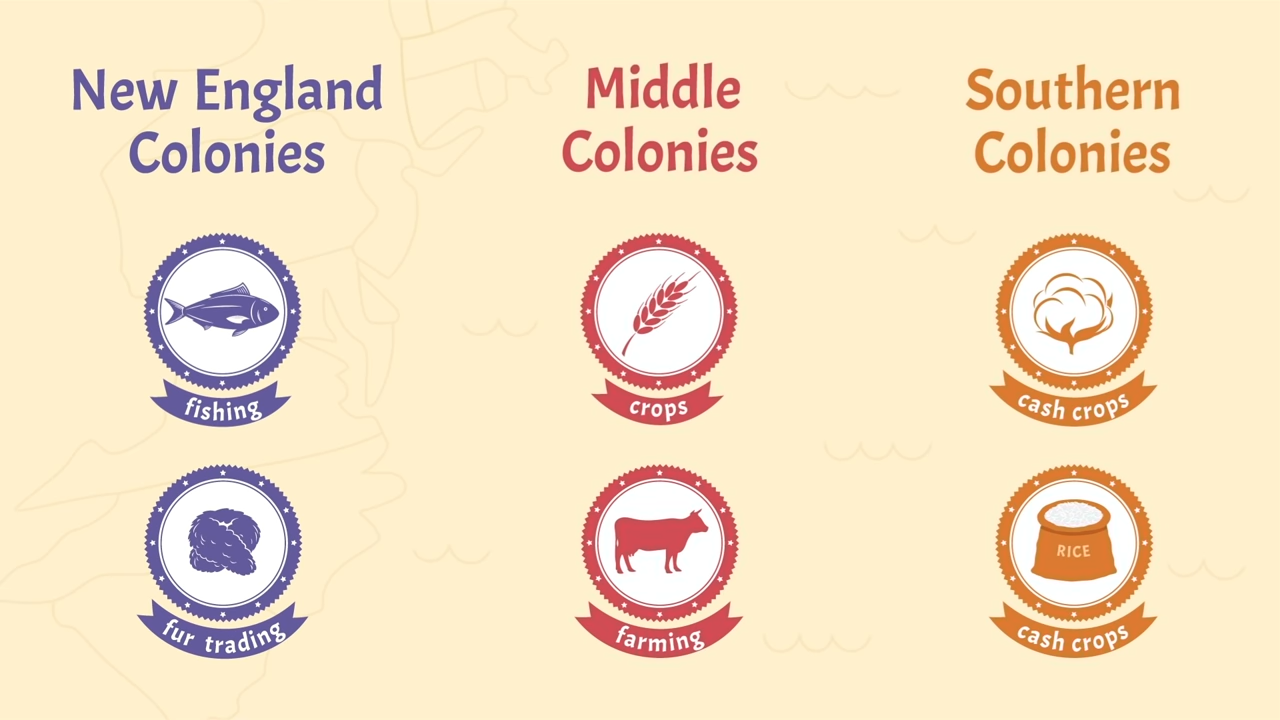 New England
Colonies
Middle
Colonies
Southern
Colonies
fishing
crops
cash crops
fur trading
farming
RICE
cash crops